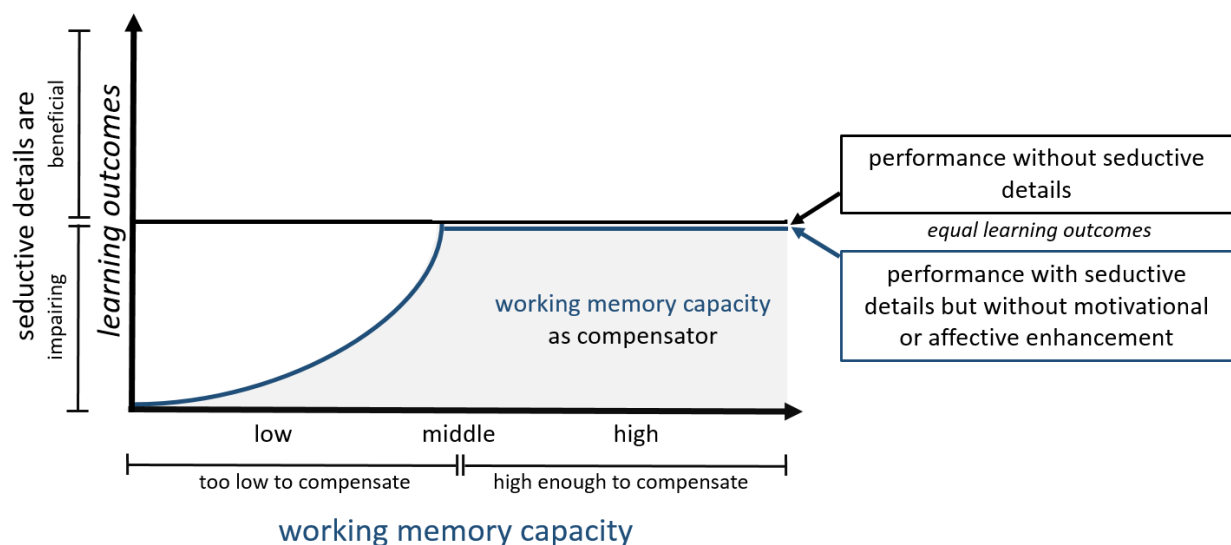 seductive details are
beneficial
impairing
learning outcomes
performance without seductive
details
equal learning outcomes
performance with seductive
details but without motivational
or affective enhancement
working memory capacity
as compensator
low
middle
high
too low to compensate
high enough to compensate
working memory capacity